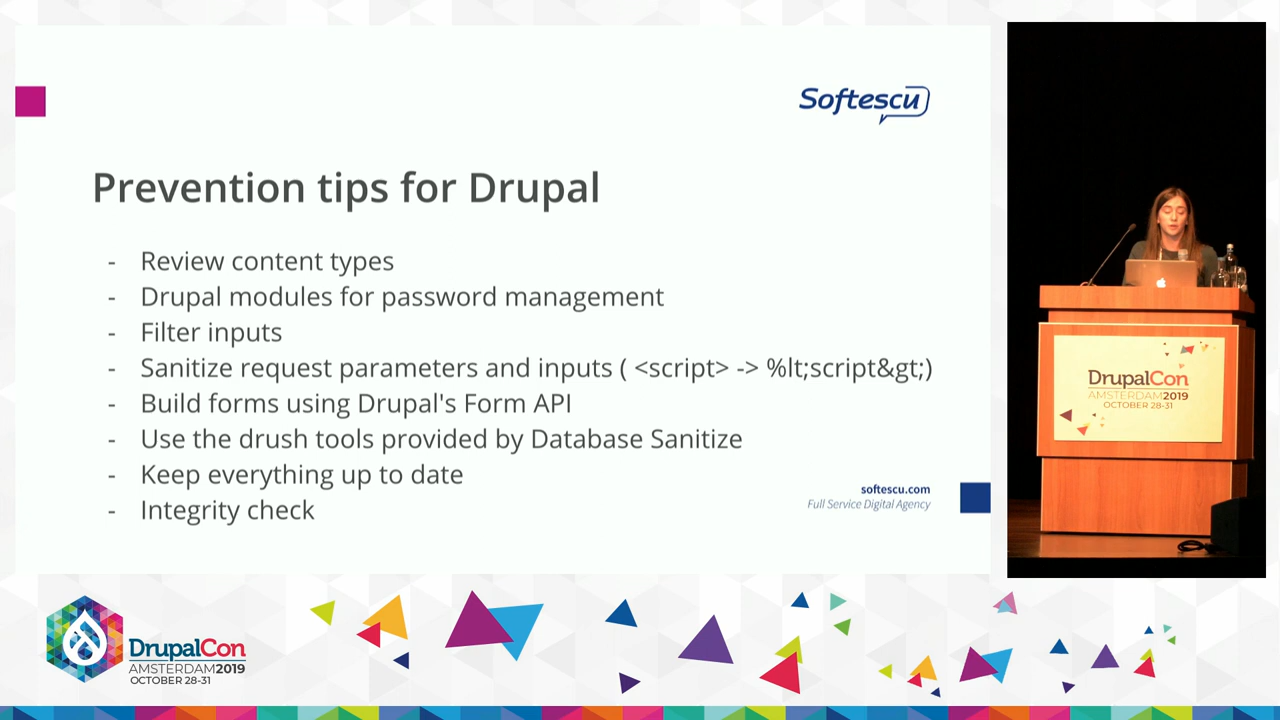 Softescu
Prevention tips for Drupal
- Review content types
- Drupal modules for password management
- Filter inputs
- Sanitize request parameters and inputs ( <script> -> %lt;script&gt;)
- Build forms using Drupal's Form API
- Use the drush tools provided by Database Sanitize
- Keep everything up to date
- Integrity check
softescu.com
Full Service Digital Agency
DrupalCon
AMSTERDAM2019
OCTOBER 28-31
DrupalCon
AMSTERDAM2019
OCTOBER 28-31